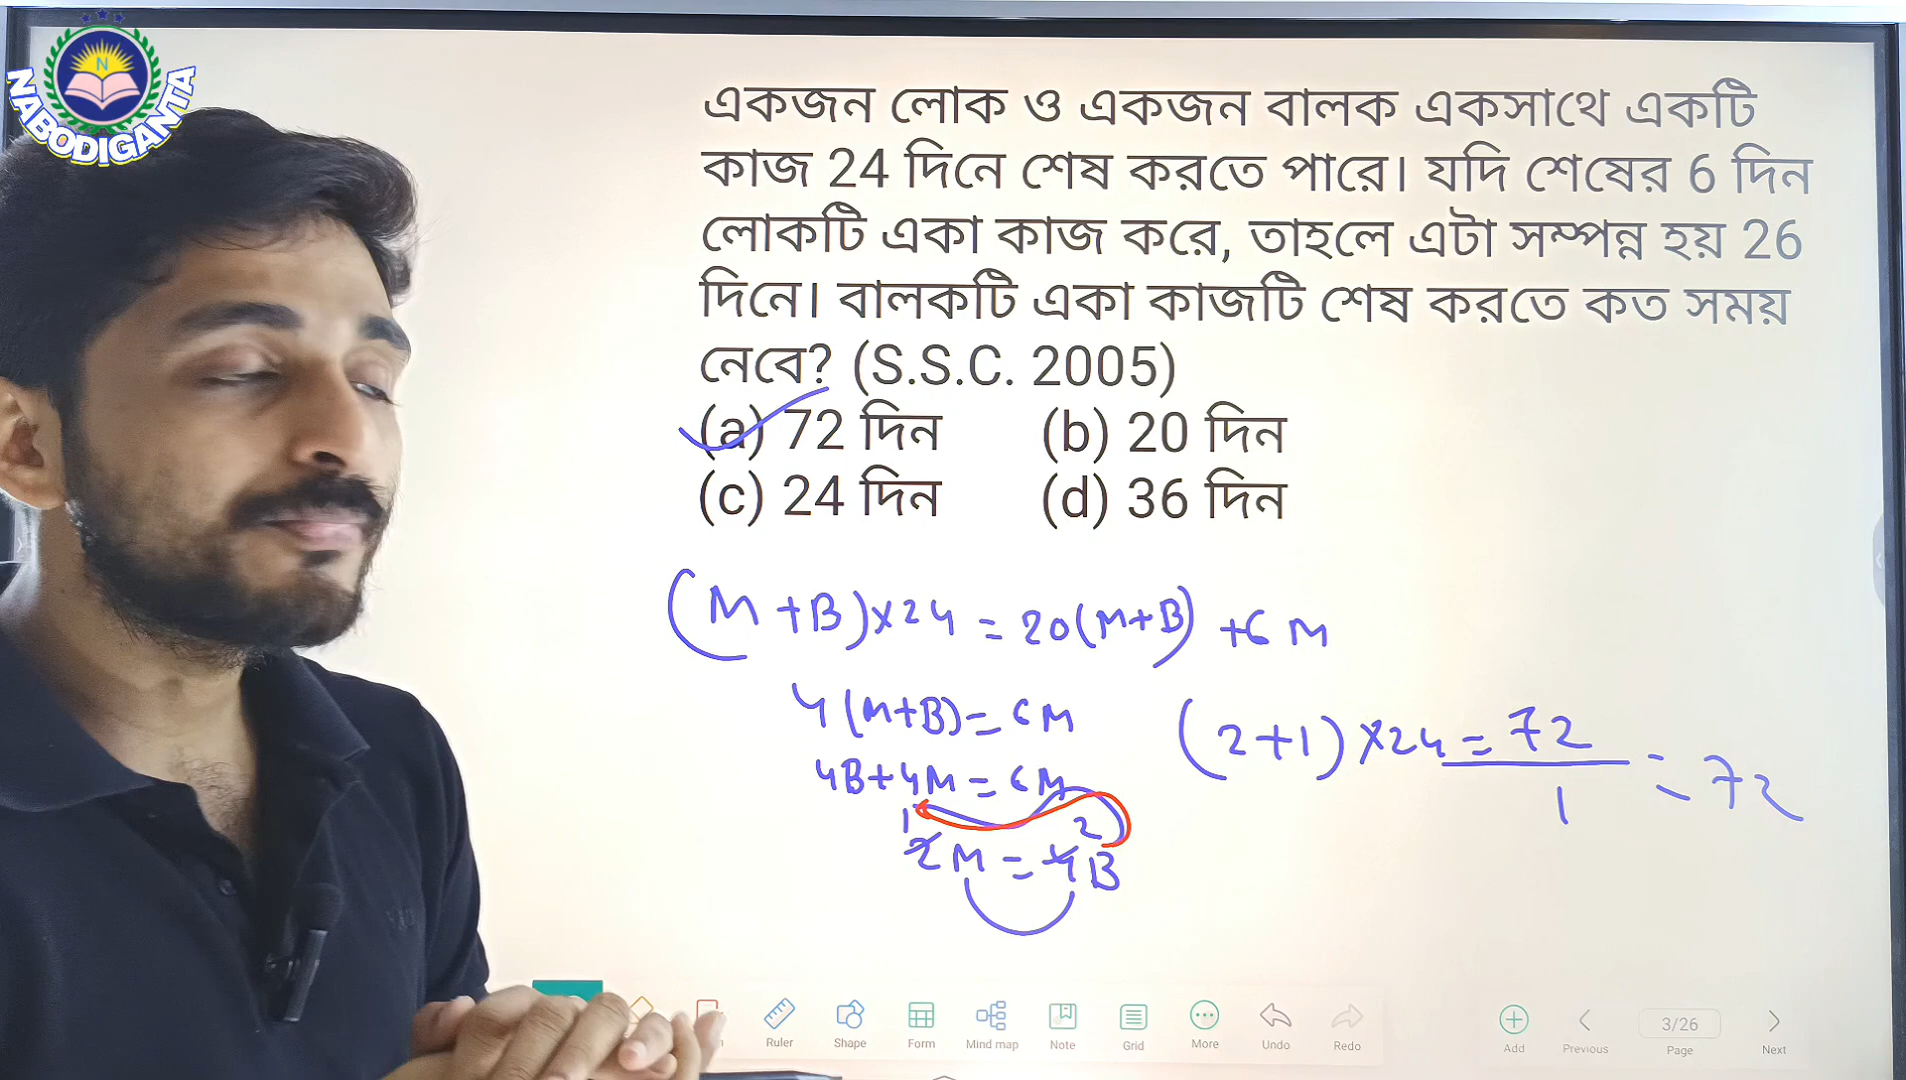 N
NABODIGANTA
একজন লোক ও একজন বালক একসাথে একটি
কাজ 24 দিনে শেষ করতে পারে। যদি শেষের 6 দিন
লোকটি একা কাজ করে, তাহলে এটা সম্পন্ন হয় 26
দিনে। বালকটি একা কাজটি শেষ করতে কত সময়
নেবে? (S.S.C. 2005)
(a) 72 দিন (b) 20 দিন
(c) 24 দিন (d) 36 দিন
(M+B)×24 = 20(M+B) +6 M
4(M+B)=6M
4B+4M=6M
1 2
2M = 4B
(2+1)×24 = 72
1
= 72
Ruler Shape Form Mind map Note Grid More Undo Redo
Add Previous 3/26 Page Next